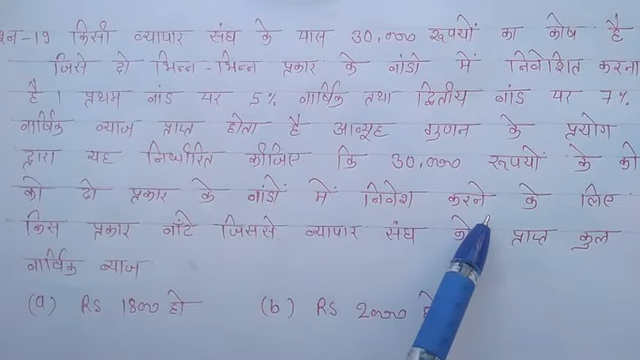 प्रश्न-19 किसी व्यापार संघ के पास 30,000 रूपयों का कोष है
जिसे दो भिन्न-भिन्न प्रकार के बांडो में निवेशित करना
है। प्रथम बांड पर 5% वार्षिक तथा द्वितीय बांड पर 7%
वार्षिक ब्याज प्राप्त होता है आव्यूह गुणन के प्रयोग
द्वारा यह निर्धारित कीजिए कि 30,000 रूपयों के को
को दो प्रकार के बांडों में निवेश करने के लिए
किस प्रकार बाँटे जिससे व्यापार संघ को प्राप्त कुल
वार्षिक ब्याज
(a) RS 1800 हो (b) RS 2000